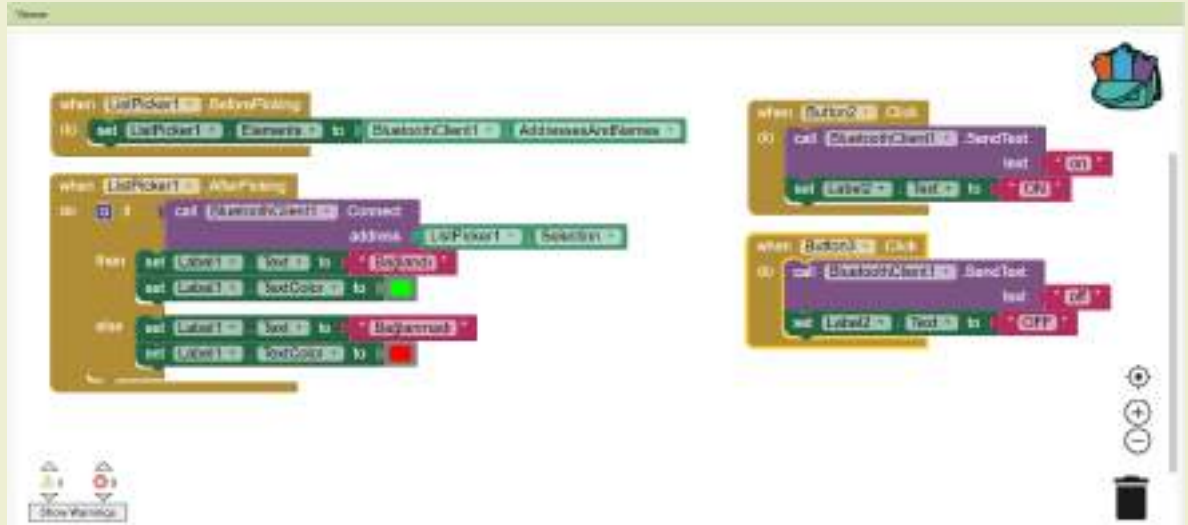 Viewer
when ListPicker1 .BeforePicking
do set ListPicker1 . Elements to BluetoothClient1 . AddressesAndNames
when ListPicker1 .AfterPicking
do if call BluetoothClient1 .Connect
address ListPicker1 . Selection
then set Label1 . Text to " Bağlandı "
set Label1 . TextColor to
else set Label1 . Text to " Bağlanmadı "
set Label1 . TextColor to
when Button2 .Click
do call BluetoothClient1 .SendText
text " on "
set Label2 . Text to " ON "
when Button3 .Click
do call BluetoothClient1 .SendText
text " off "
set Label2 . Text to " OFF "
Show Warnings